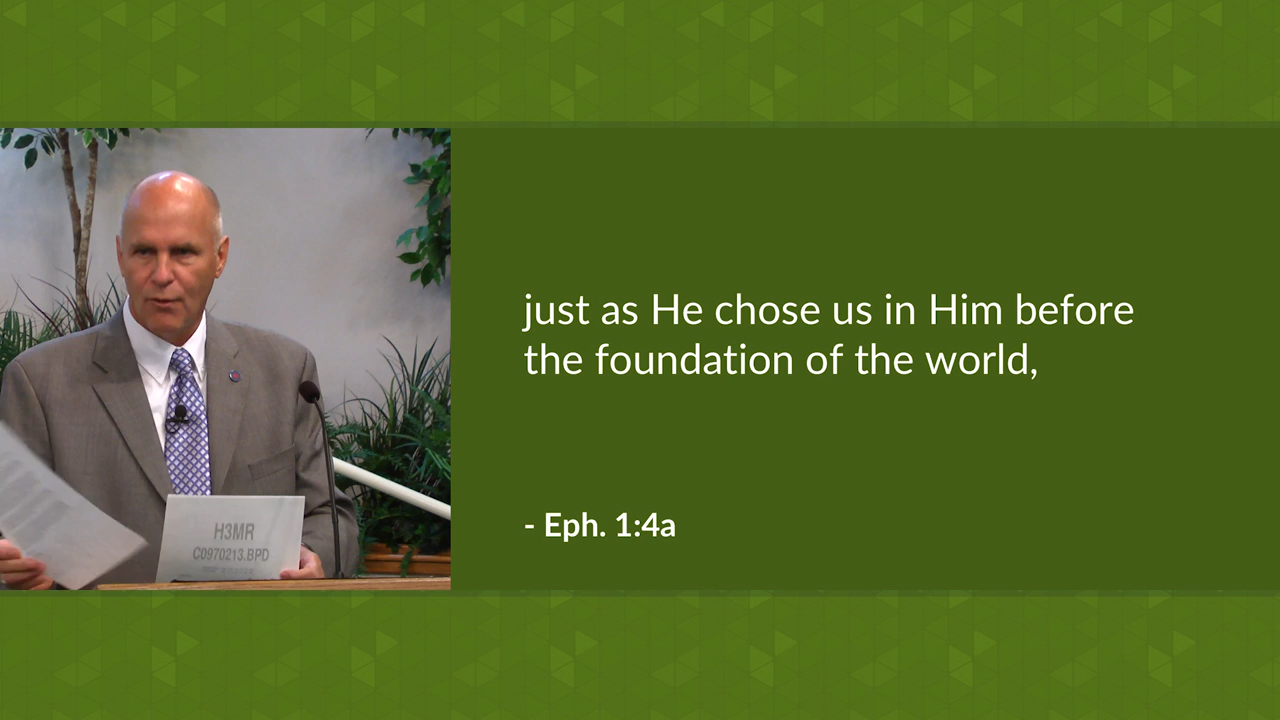 just as He chose us in Him before
the foundation of the world,
- Eph. 1:4a
H3MR
C0970213.BPD